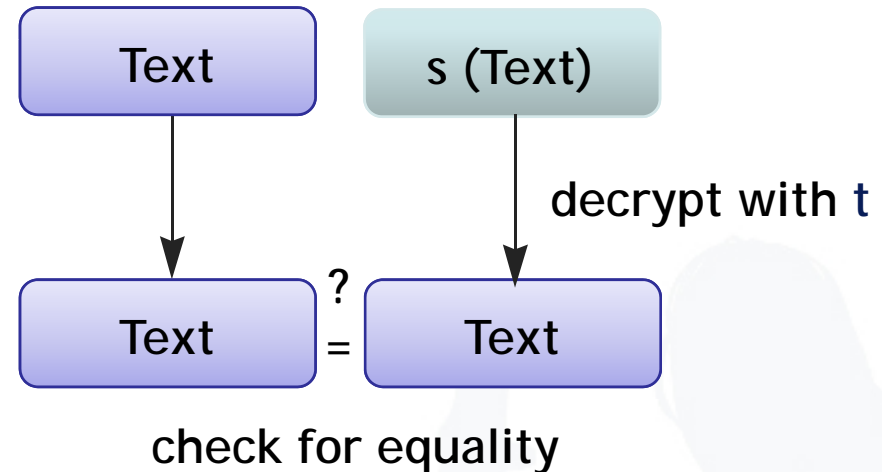 Text
s (Text)
decrypt with t
Text
?
=
Text
check for equality